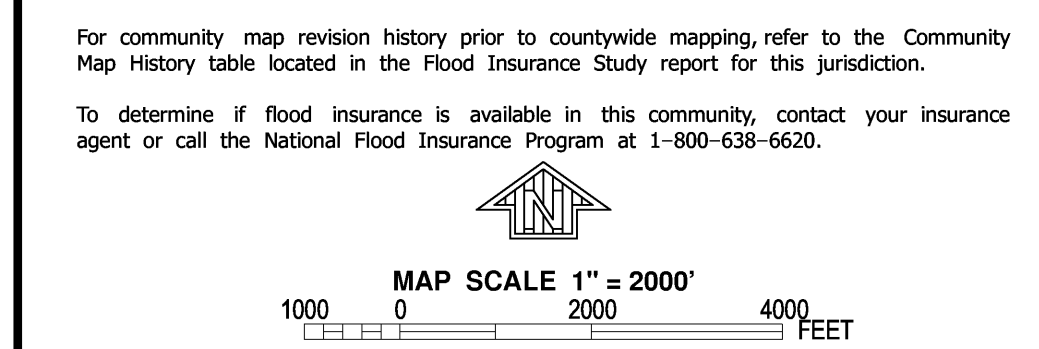 For community map revision history prior to countywide mapping, refer to the Community
Map History table located in the Flood Insurance Study report for this jurisdiction.
To determine if flood insurance is available in this community, contact your insurance
agent or call the National Flood Insurance Program at 1-800-638-6620.
N
MAP SCALE 1" = 2000'
1000 0 2000 4000
FEET